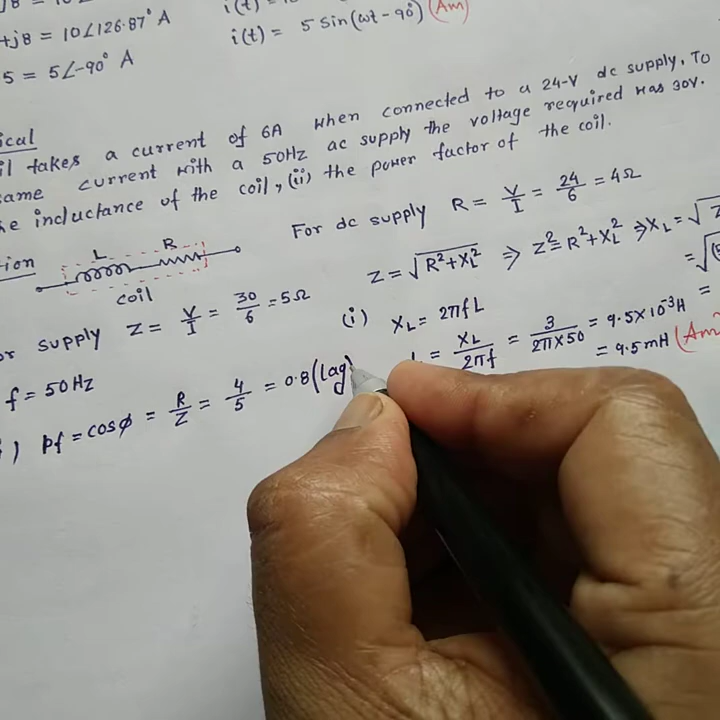 i(t) =
+j8 = 10∠126.87° A
i(t) = 5 sin(ωt - 90°) (Am)
5 = 5∠-90° A
ical
il takes a current of 6A when connected to a 24-V dc supply, To
ame current with a 50Hz ac supply the voltage required was 30V.
he inductance of the coil, (ii) the power factor of the coil.
tion
L R
coil
For dc supply R = V/I = 24/6 = 4Ω
Z = √R²+X_L² ⇒ Z² = R²+X_L² ⇒ X_L = √Z
= √(
=
or supply Z = V/I = 30/6 = 5Ω
f = 50Hz
(i) X_L = 2πfL
= X_L/2πf = 3/2π×50 = 9.5×10⁻³H
= 9.5mH (Am
) pf = cosϕ = R/Z = 4/5 = 0.8 (Lag)